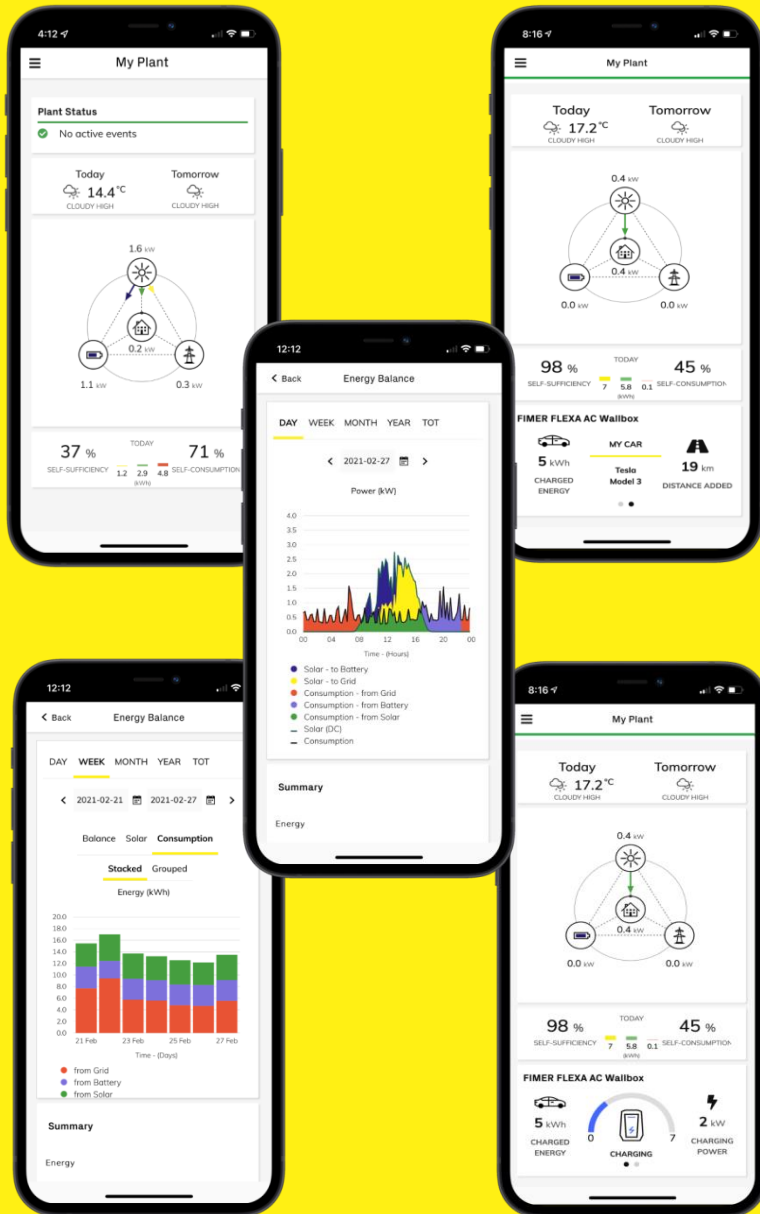 4:12
My Plant
Plant Status
No active events
Today Tomorrow
14.4°C
CLOUDY HIGH CLOUDY HIGH
1.6 kW
0.2 kW
1.1 kW 0.3 kW
37 % TODAY 71 %
SELF-SUFFICIENCY 1.2 2.9 4.8 SELF-CONSUMPTION
(kWh)
8:16
My Plant
Today Tomorrow
17.2°C
CLOUDY HIGH CLOUDY HIGH
0.4 kW
0.4 kW
0.0 kW 0.0 kW
98 % TODAY 45 %
SELF-SUFFICIENCY 7 5.8 0.1 SELF-CONSUMPTION
(kWh)
FIMER FLEXA AC Wallbox
MY CAR
5 kWh Tesla 19 km
CHARGED Model 3 DISTANCE ADDED
ENERGY
12:12
Back Energy Balance
DAY WEEK MONTH YEAR TOT
2021-02-27
Power (kW)
4.0
3.5
3.0
2.5
2.0
1.5
1.0
0.5
0.0
00 04 08 12 16 20 00
Time - (Hours)
Solar - to Battery
Solar - to Grid
Consumption - from Grid
Consumption - from Battery
Consumption - from Solar
Solar (DC)
Consumption
Summary
Energy
12:12
Back Energy Balance
DAY WEEK MONTH YEAR TOT
2021-02-21 2021-02-27
Balance Solar Consumption
Stacked Grouped
Energy (kWh)
20.0
18.0
16.0
14.0
12.0
10.0
8.0
6.0
4.0
2.0
0.0
21 Feb 23 Feb 25 Feb 27 Feb
Time - (Days)
from Grid
from Battery
from Solar
Summary
Energy
8:16
My Plant
Today Tomorrow
17.2°C
CLOUDY HIGH CLOUDY HIGH
0.4 kW
0.4 kW
0.0 kW 0.0 kW
98 % TODAY 45 %
SELF-SUFFICIENCY 7 5.8 0.1 SELF-CONSUMPTION
(kWh)
FIMER FLEXA AC Wallbox
5 kWh 0 7 2 kW
CHARGED CHARGING CHARGING
ENERGY POWER